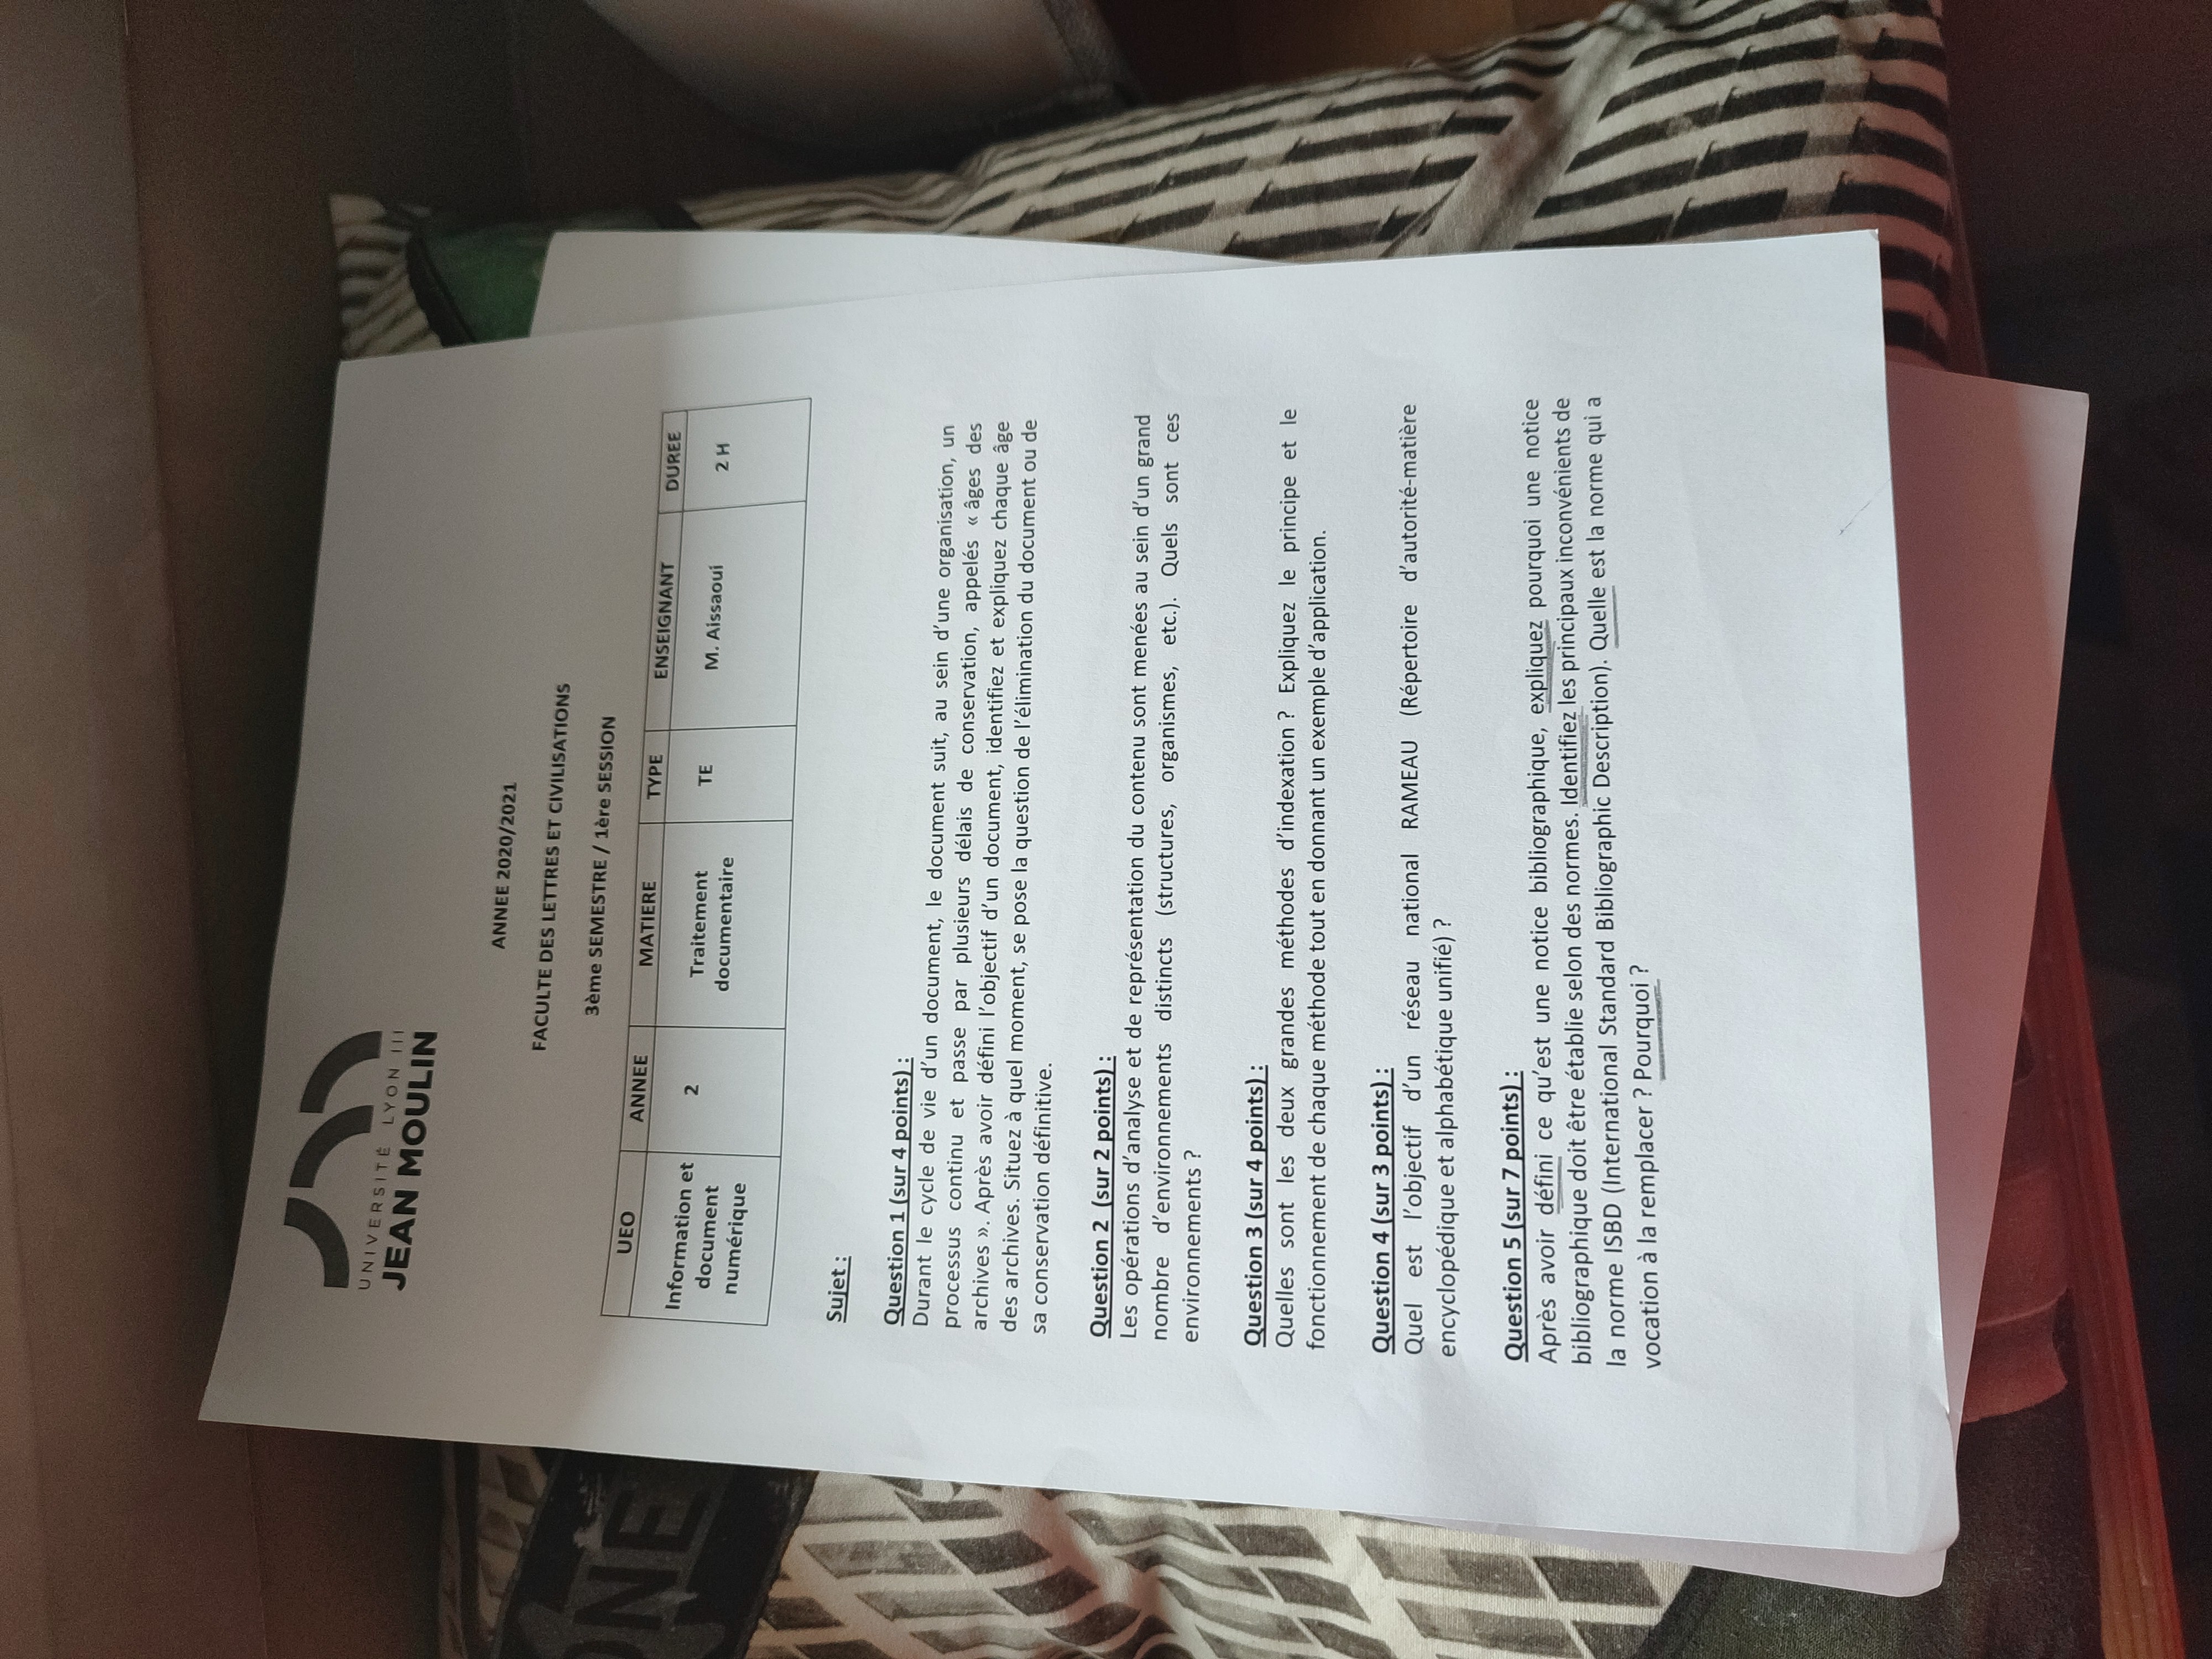 UNIVERSITÉ LYON III
JEAN MOULIN
ANNEE 2020/2021
FACULTE DES LETTRES ET CIVILISATIONS
3ème SEMESTRE / 1ère SESSION
UEO ANNEE MATIERE TYPE ENSEIGNANT DUREE
Information et document numérique 2 Traitement documentaire TE M. Aissaoui 2 H
Sujet :
Question 1 (sur 4 points) :
Durant le cycle de vie d'un document, le document suit, au sein d'une organisation, un
processus continu et passe par plusieurs délais de conservation, appelés « âges des
archives ». Après avoir défini l'objectif d'un document, identifiez et expliquez chaque âge
des archives. Situez à quel moment, se pose la question de l'élimination du document ou de
sa conservation définitive.
Question 2 (sur 2 points) :
Les opérations d'analyse et de représentation du contenu sont menées au sein d'un grand
nombre d'environnements distincts (structures, organismes, etc.). Quels sont ces
environnements ?
Question 3 (sur 4 points) :
Quelles sont les deux grandes méthodes d'indexation ? Expliquez le principe et le
fonctionnement de chaque méthode tout en donnant un exemple d'application.
Question 4 (sur 3 points) :
Quel est l'objectif d'un réseau national RAMEAU (Répertoire d'autorité-matière
encyclopédique et alphabétique unifié) ?
Question 5 (sur 7 points) :
Après avoir défini ce qu'est une notice bibliographique, expliquez pourquoi une notice
bibliographique doit être établie selon des normes. Identifiez les principaux inconvénients de
la norme ISBD (International Standard Bibliographic Description). Quelle est la norme qui a
vocation à la remplacer ? Pourquoi ?